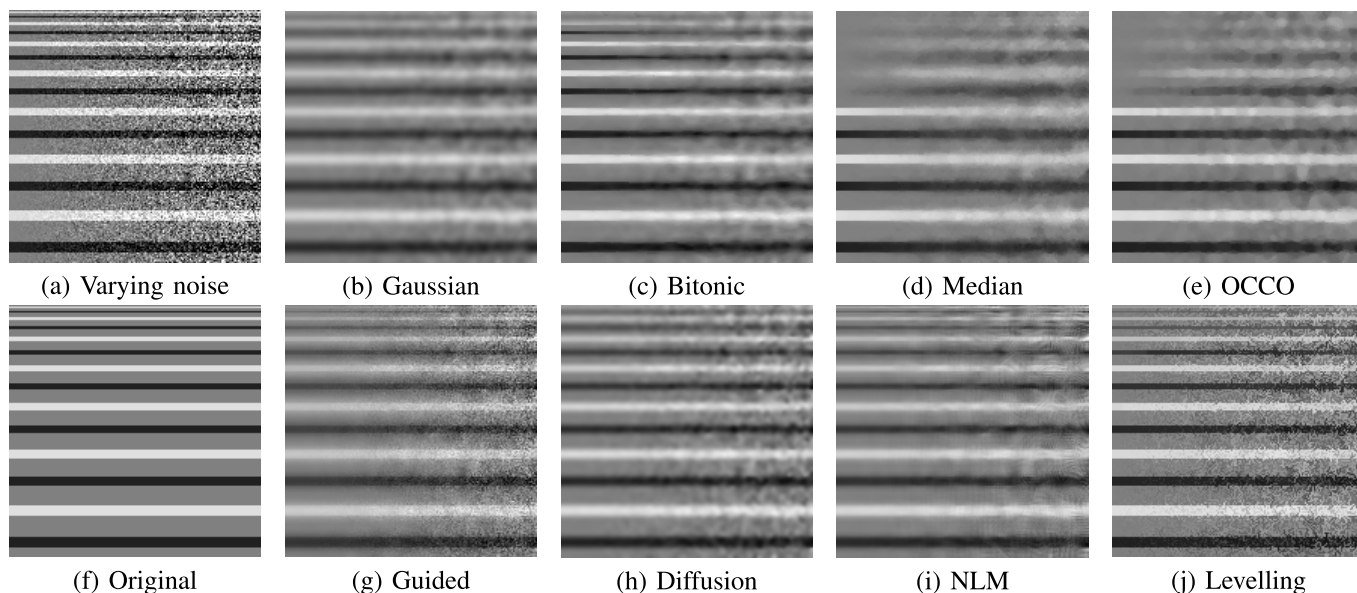 (a) Varying noise
(b) Gaussian
(c) Bitonic
(d) Median
(e) OCCO
(f) Original
(g) Guided
(h) Diffusion
(i) NLM
(j) Levelling